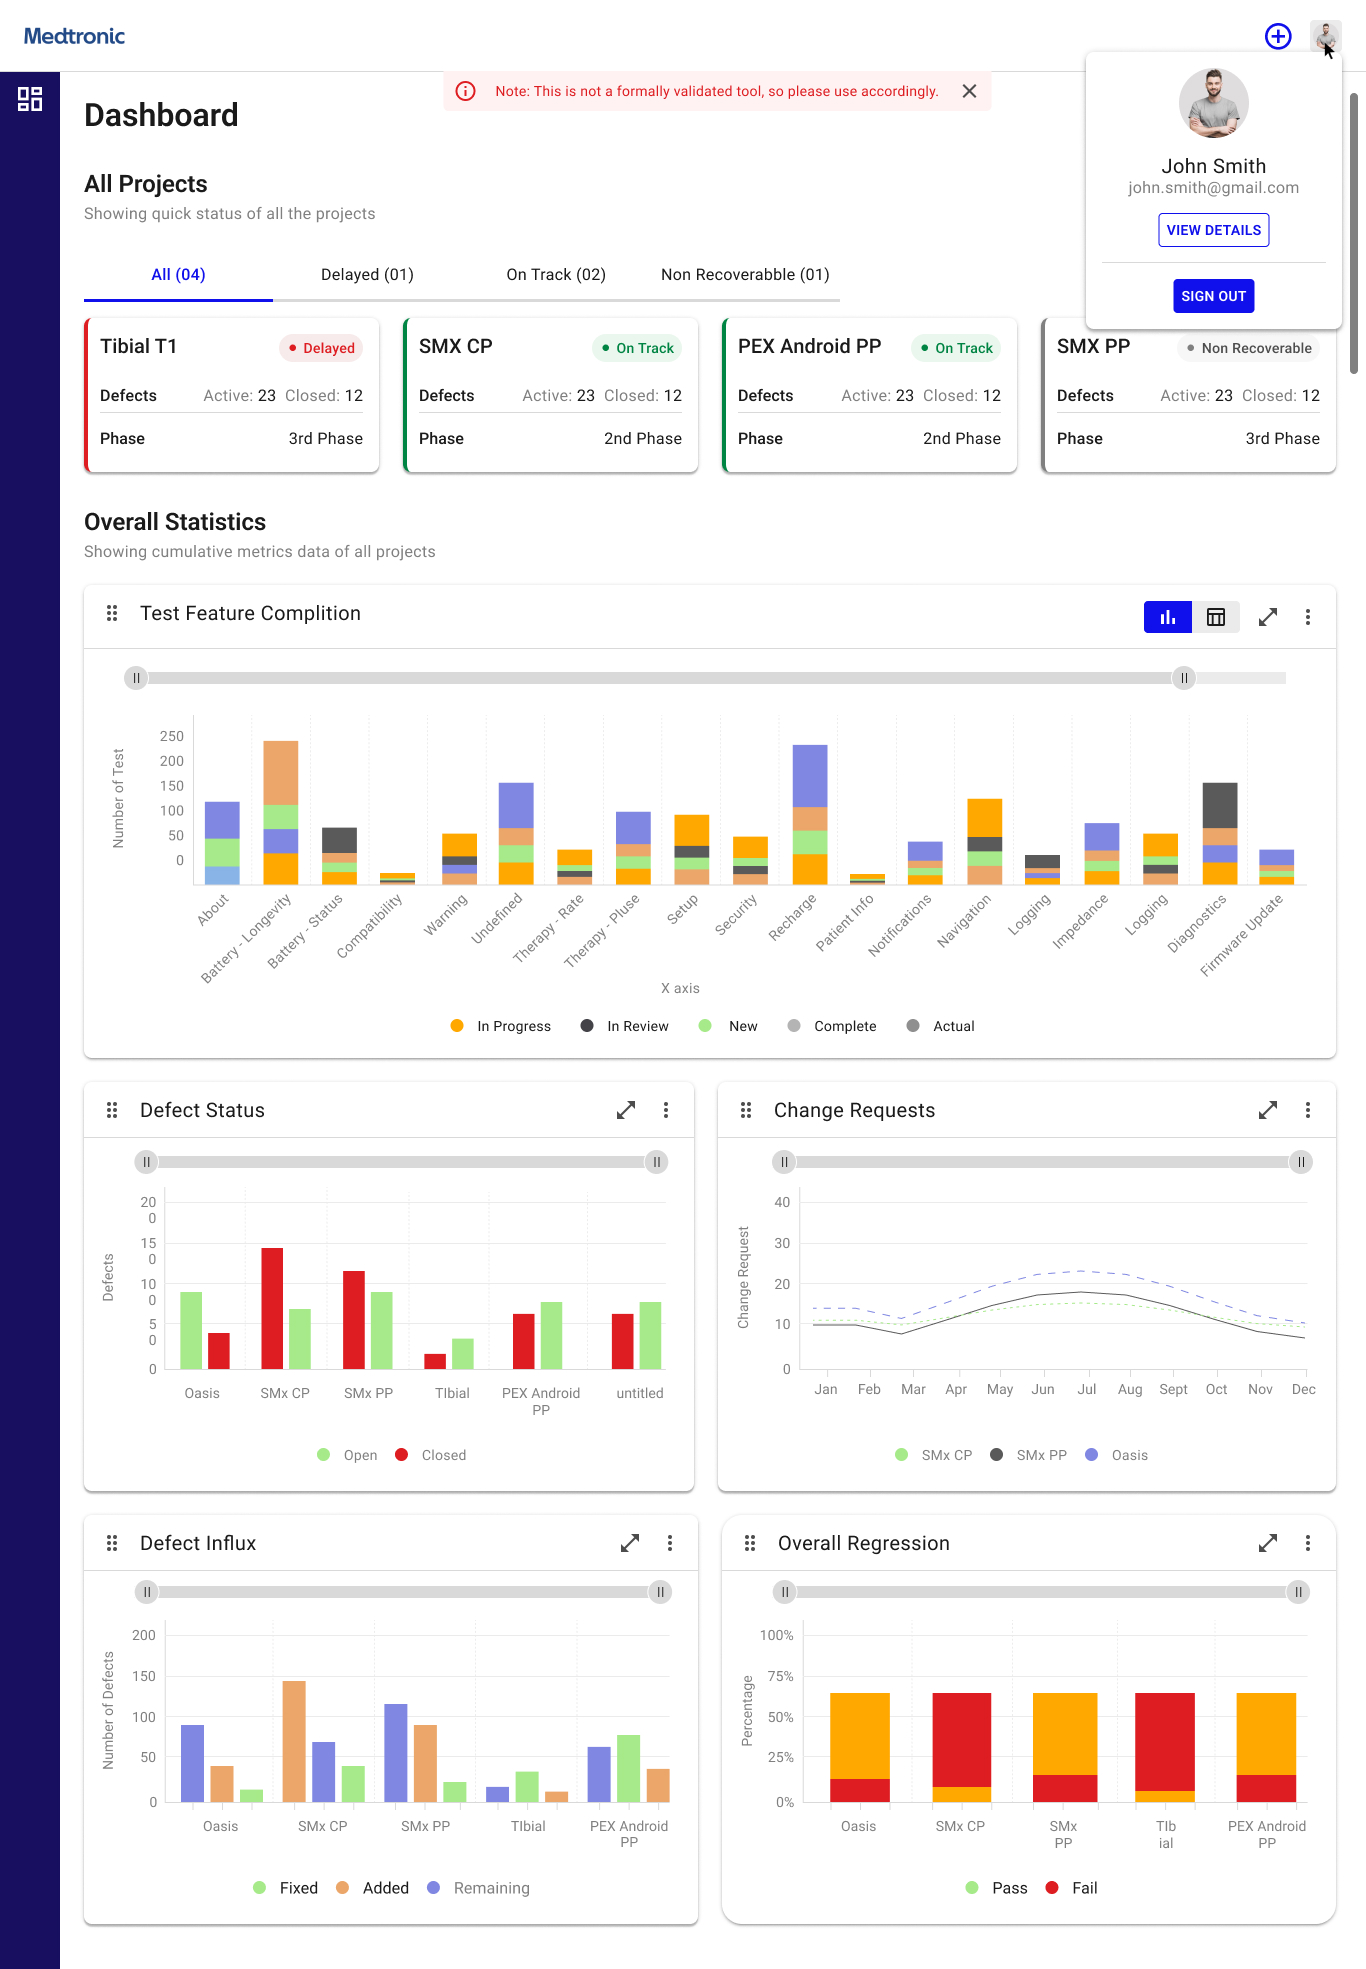 Medtronic
Note: This is not a formally validated tool, so please use accordingly.
John Smith
john.smith@gmail.com
VIEW DETAILS
SIGN OUT
Dashboard
All Projects
Showing quick status of all the projects
All (04)
Delayed (01)
On Track (02)
Non Recoverabble (01)
Tibial T1
Delayed
Defects
Active: 23 Closed: 12
Phase
3rd Phase
SMX CP
On Track
Defects
Active: 23 Closed: 12
Phase
2nd Phase
PEX Android PP
On Track
Defects
Active: 23 Closed: 12
Phase
2nd Phase
SMX PP
Non Recoverable
Defects
Active: 23 Closed: 12
Phase
3rd Phase
Overall Statistics
Showing cumulative metrics data of all projects
Test Feature Complition
Number of Test
250
200
150
100
50
0
About
Battery - Longevity
Battery - Status
Compatibility
Warning
Undefined
Therapy - Rate
Therapy - Pluse
Setup
Security
Recharge
Patient Info
Notifications
Navigation
Logging
Impedance
Logging
Diagnostics
Firmware Update
X axis
In Progress
In Review
New
Complete
Actual
Defect Status
Defects
20
0
15
0
10
0
5
0
0
Oasis
SMx CP
SMx PP
TIbial
PEX Android
PP
untitled
Open
Closed
Change Requests
Change Request
40
30
20
10
0
Jan
Feb
Mar
Apr
May
Jun
Jul
Aug
Sept
Oct
Nov
Dec
SMx CP
SMx PP
Oasis
Defect Influx
Number of Defects
200
150
100
50
0
Oasis
SMx CP
SMx PP
TIbial
PEX Android
PP
Fixed
Added
Remaining
Overall Regression
Percentage
100%
75%
50%
25%
0%
Oasis
SMx CP
SMx
PP
TIb
ial
PEX Android
PP
Pass
Fail